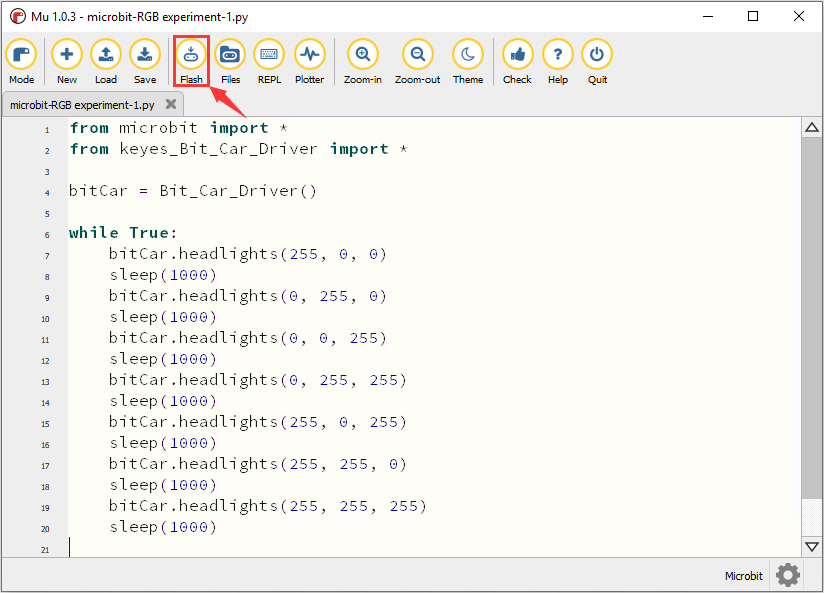 Mu 1.0.3 - microbit-RGB experiment-1.py
Mode New Load Save Flash Files REPL Plotter Zoom-in Zoom-out Theme Check Help Quit
microbit-RGB experiment-1.py
1 from microbit import *
2 from keyes_Bit_Car_Driver import *
3
4 bitCar = Bit_Car_Driver()
5
6 while True:
7     bitCar.headlights(255, 0, 0)
8     sleep(1000)
9     bitCar.headlights(0, 255, 0)
10     sleep(1000)
11     bitCar.headlights(0, 0, 255)
12     sleep(1000)
13     bitCar.headlights(0, 255, 255)
14     sleep(1000)
15     bitCar.headlights(255, 0, 255)
16     sleep(1000)
17     bitCar.headlights(255, 255, 0)
18     sleep(1000)
19     bitCar.headlights(255, 255, 255)
20     sleep(1000)
21
Microbit